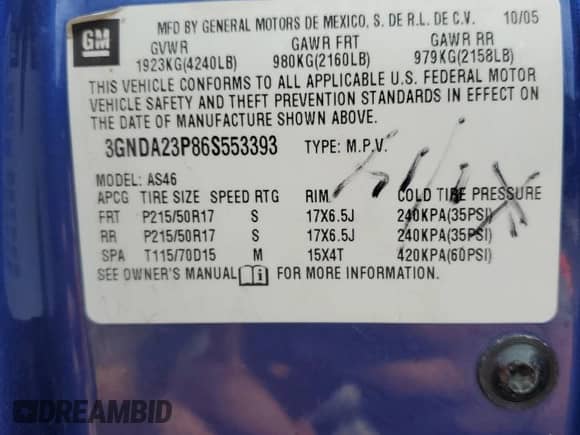 GM
MFD BY GENERAL MOTORS DE MEXICO, S. DE R.L. DE C.V. 10/05
GVWR GAWR FRT GAWR RR
1923KG(4240LB) 980KG(2160LB) 979KG(2158LB)
THIS VEHICLE CONFORMS TO ALL APPLICABLE U.S. FEDERAL MOTOR
VEHICLE SAFETY AND THEFT PREVENTION STANDARDS IN EFFECT ON
THE DATE OF MANUFACTURE SHOWN ABOVE.
3GNDA23P86S553393 TYPE: M.P.V.
MODEL: AS46
APCG TIRE SIZE SPEED RTG RIM COLD TIRE PRESSURE
FRT P215/50R17 S 17X6.5J 240KPA(35PSI)
RR P215/50R17 S 17X6.5J 240KPA(35PSI)
SPA T115/70D15 M 15X4T 420KPA(60PSI)
SEE OWNER'S MANUAL FOR MORE INFORMATION.
DREAMBID